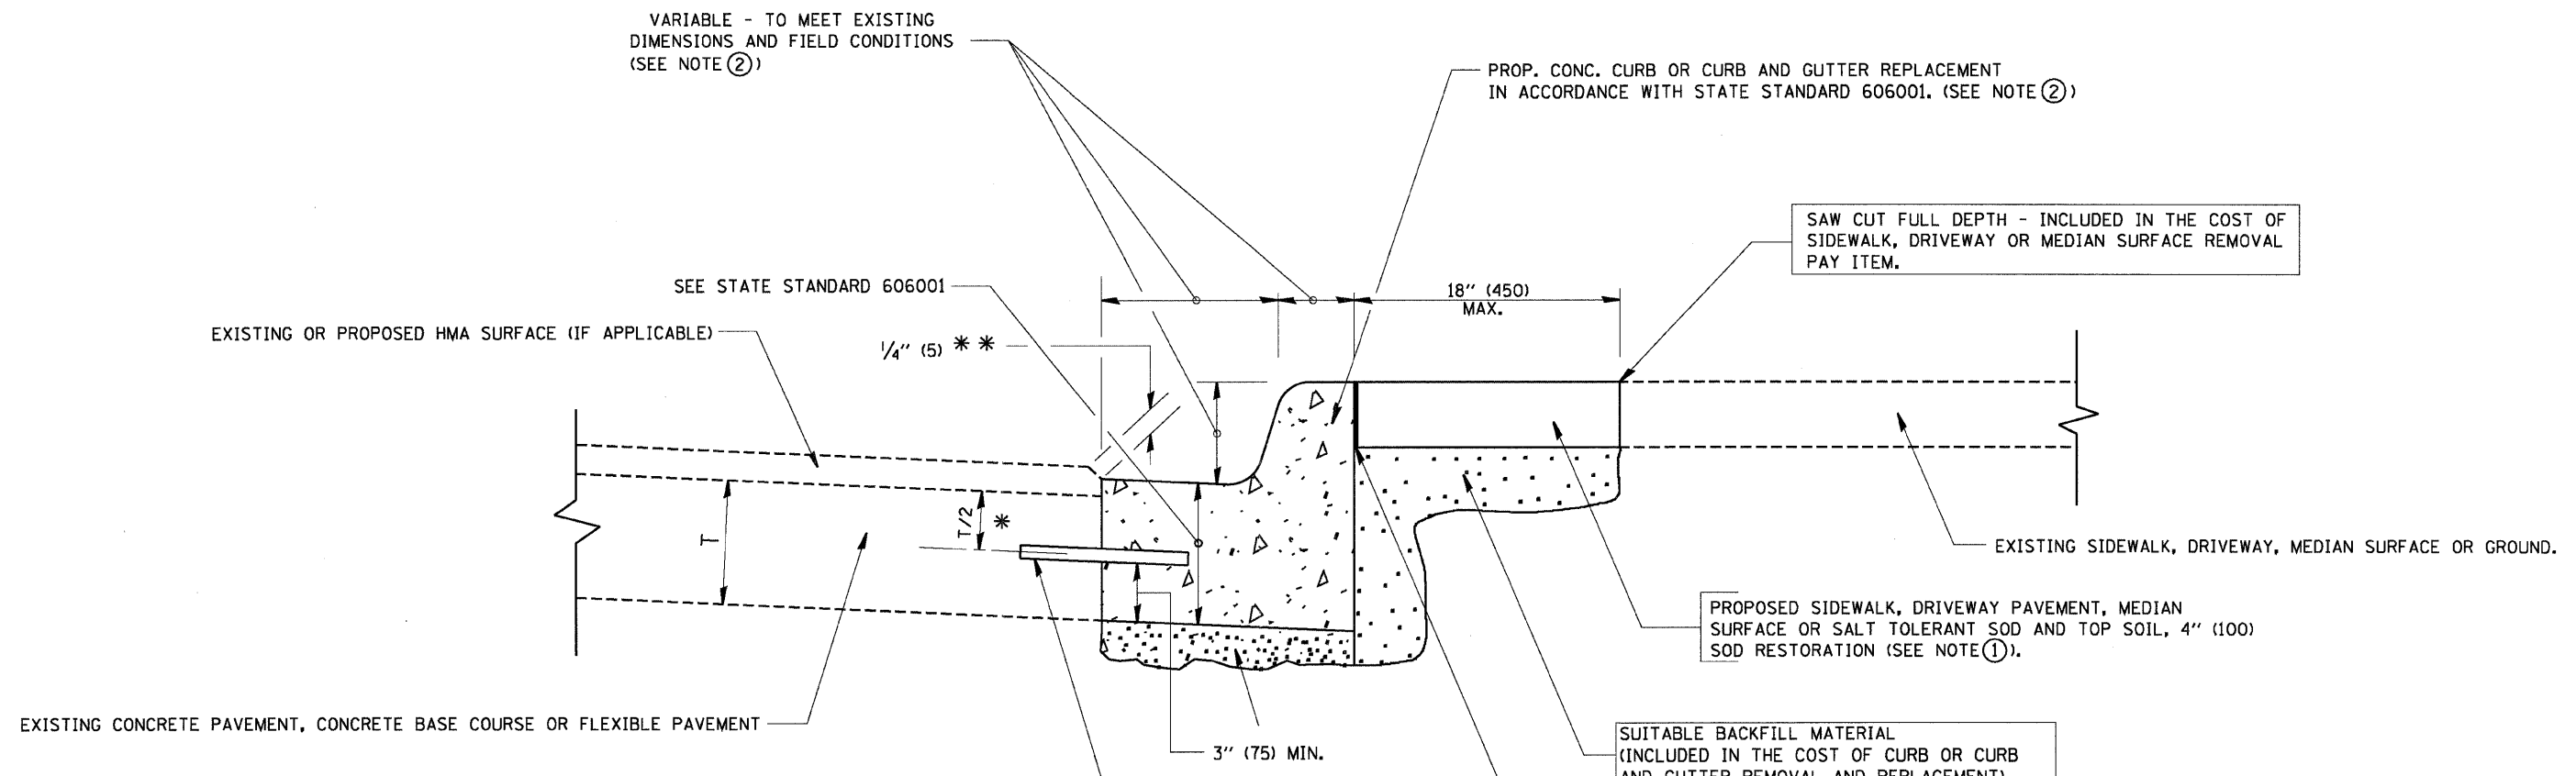 VARIABLE - TO MEET EXISTING
DIMENSIONS AND FIELD CONDITIONS
(SEE NOTE ②)
PROP. CONC. CURB OR CURB AND GUTTER REPLACEMENT
IN ACCORDANCE WITH STATE STANDARD 606001. (SEE NOTE ②)
SAW CUT FULL DEPTH - INCLUDED IN THE COST OF
SIDEWALK, DRIVEWAY OR MEDIAN SURFACE REMOVAL
PAY ITEM.
SEE STATE STANDARD 606001
18" (450)
MAX.
EXISTING OR PROPOSED HMA SURFACE (IF APPLICABLE)
1/4" (5) * *
T
T/2 *
EXISTING SIDEWALK, DRIVEWAY, MEDIAN SURFACE OR GROUND.
PROPOSED SIDEWALK, DRIVEWAY PAVEMENT, MEDIAN
SURFACE OR SALT TOLERANT SOD AND TOP SOIL, 4" (100)
SOD RESTORATION (SEE NOTE ①).
EXISTING CONCRETE PAVEMENT, CONCRETE BASE COURSE OR FLEXIBLE PAVEMENT
3" (75) MIN.
SUITABLE BACKFILL MATERIAL
(INCLUDED IN THE COST OF CURB OR CURB
AND GUTTER REMOVAL AND REPLACEMENT)